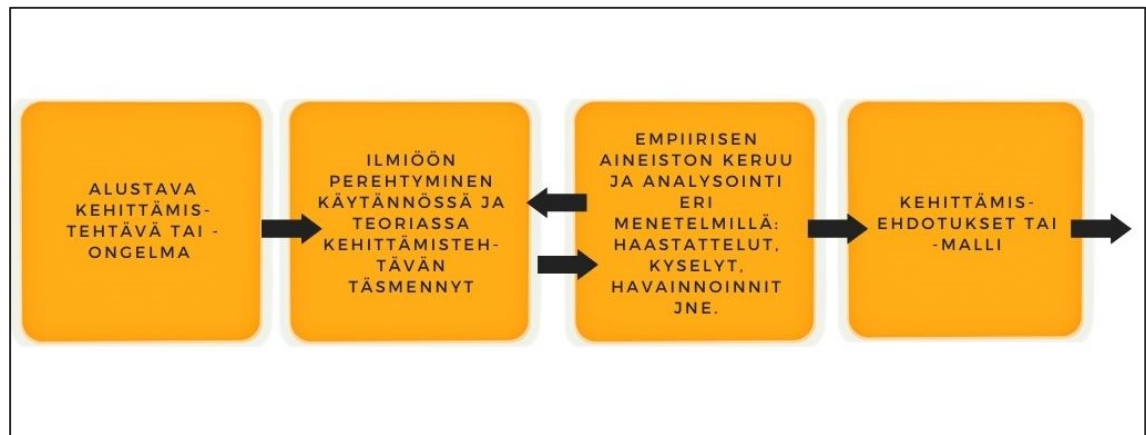 ALUSTAVA
KEHITTÄMIS-
TEHTÄVÄ TAI -
ONGELMA
ILMIÖÖN
PEREHTYMINEN
KÄYTÄNNÖSSÄ JA
TEORIASSA
KEHITTÄMISTEH-
TÄVÄN
TÄSMENNYT
EMPIIRISEN
AINEISTON KERUU
JA ANALYSOINTI
ERI
MENETELMILLÄ:
HAASTATTELUT,
KYSELYT,
HAVAINNOINNIT
JNE.
KEHITTÄMIS-
EHDOTUKSET TAI
-MALLI